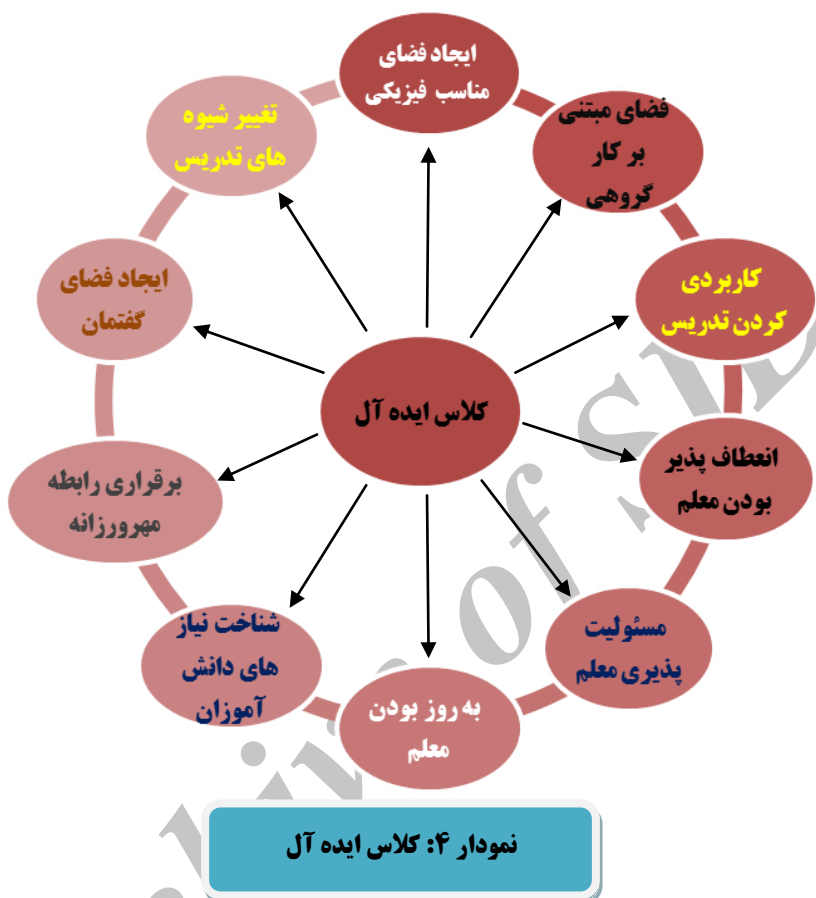 ایجاد فضای
مناسب فیزیکی
فضای مبتنی
بر کار
گروهی
کاربردی
کردن تدریس
انعطاف پذیر
بودن معلم
مسئولیت
پذیری معلم
به روز بودن
معلم
شناخت نیاز
های دانش
آموزان
برقراری رابطه
مهرورزانه
ایجاد فضای
گفتمان
تغییر شیوه
های تدریس
کلاس ایده آل
نمودار ۴: کلاس ایده آل